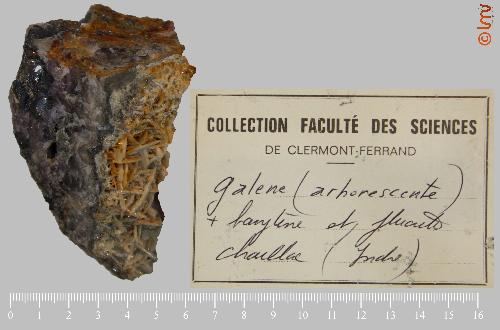 © LMV
COLLECTION FACULTÉ DES SCIENCES
DE CLERMONT-FERRAND
galène (arborescente)
+ barytine et fluorite
chaillac (Indre)
0 1 2 3 4 5 6 7 8 9 10 11 12 13 14 15 16